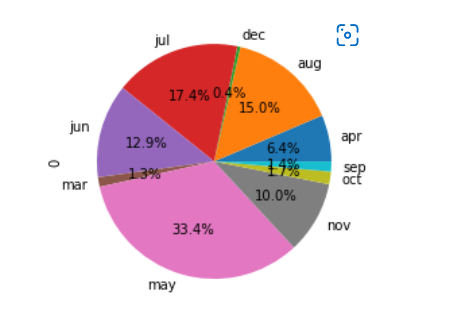 dec
jul
aug
17.4%
0.4%
15.0%
jun
12.9%
apr
6.4%
0
1.4%
sep
1.3%
1.7%
mar
oct
10.0%
33.4%
nov
may